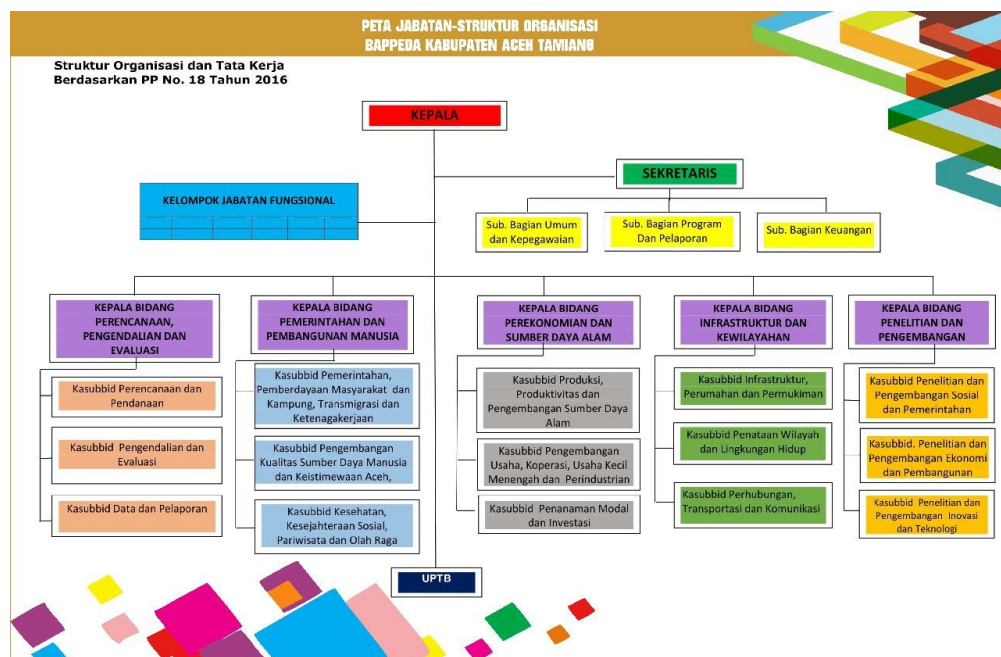 PETA JABATAN-STRUKTUR ORGANISASI
BAPPEDA KABUPATEN ACEH TAMIANG
Struktur Organisasi dan Tata Kerja
Berdasarkan PP No. 18 Tahun 2016
KEPALA
SEKRETARIS
KELOMPOK JABATAN FUNGSIONAL
Sub. Bagian Umum
dan Kepegawaian
Sub. Bagian Program
Dan Pelaporan
Sub. Bagian Keuangan
KEPALA BIDANG
PERENCANAAN,
PENGENDALIAN DAN
EVALUASI
Kasubbid Perencanaan dan
Pendanaan
Kasubbid Pengendalian dan
Evaluasi
Kasubbid Data dan Pelaporan
KEPALA BIDANG
PEMERINTAHAN DAN
PEMBANGUNAN MANUSIA
Kasubbid Pemerintahan,
Pemberdayaan Masyarakat dan
Kampung, Transmigrasi dan
Ketenagakerjaan
Kasubbid Pengembangan
Kualitas Sumber Daya Manusia
dan Keistimewaan Aceh,
Kasubbid Kesehatan,
Kesejahteraan Sosial,
Pariwisata dan Olah Raga
KEPALA BIDANG
PEREKONOMIAN DAN
SUMBER DAYA ALAM
Kasubbid Produksi,
Produktivitas dan
Pengembangan Sumber Daya
Alam
Kasubbid Pengembangan
Usaha, Koperasi, Usaha Kecil
Menengah dan Perindustrian
Kasubbid Penanaman Modal
dan Investasi
KEPALA BIDANG
INFRASTRUKTUR DAN
KEWILAYAHAN
Kasubbid Infrastruktur,
Perumahan dan Permukiman
Kasubbid Penataan Wilayah
dan Lingkungan Hidup
Kasubbid Perhubungan,
Transportasi dan Komunikasi
KEPALA BIDANG
PENELITIAN DAN
PENGEMBANGAN
Kasubbid Penelitian dan
Pengembangan Sosial
dan Pemerintahan
Kasubbid. Penelitian dan
Pengembangan Ekonomi
dan Pembangunan
Kasubbid Penelitian dan
Pengembangan Inovasi
dan Teknologi
UPTB